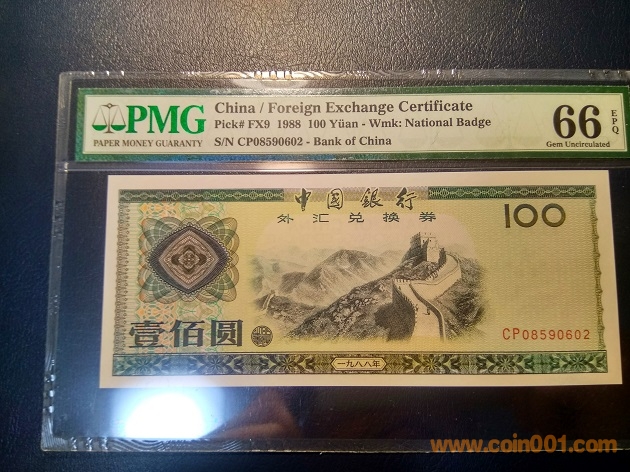 PMG
PAPER MONEY GUARANTY
China / Foreign Exchange Certificate
Pick# FX9 1988 100 Yüan - Wmk: National Badge
S/N CP08590602 - Bank of China
66 EPQ
Gem Uncirculated
中國銀行
外汇兑换券
100
壹佰圆
CP08590602
一九八八年
www.coin001.com